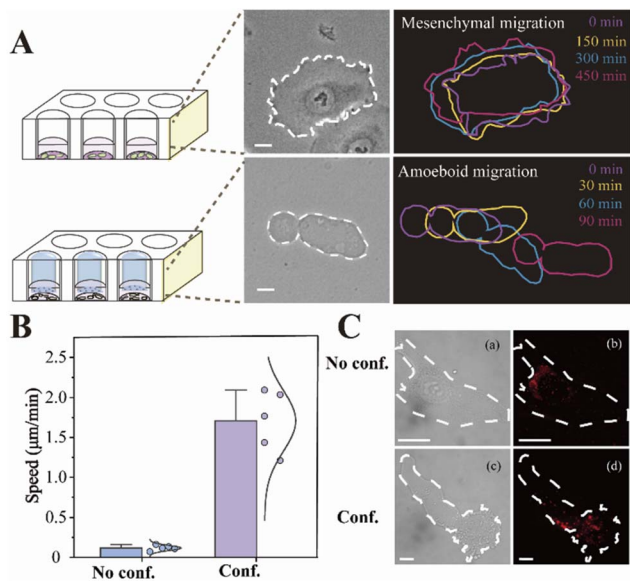 A
Mesenchymal migration
0 min
150 min
300 min
450 min
Amoeboid migration
0 min
30 min
60 min
90 min
B
Speed (μm/min)
2.5
2.0
1.5
1.0
0.5
0
No conf.
Conf.
C
No conf.
(a)
(b)
Conf.
(c)
(d)